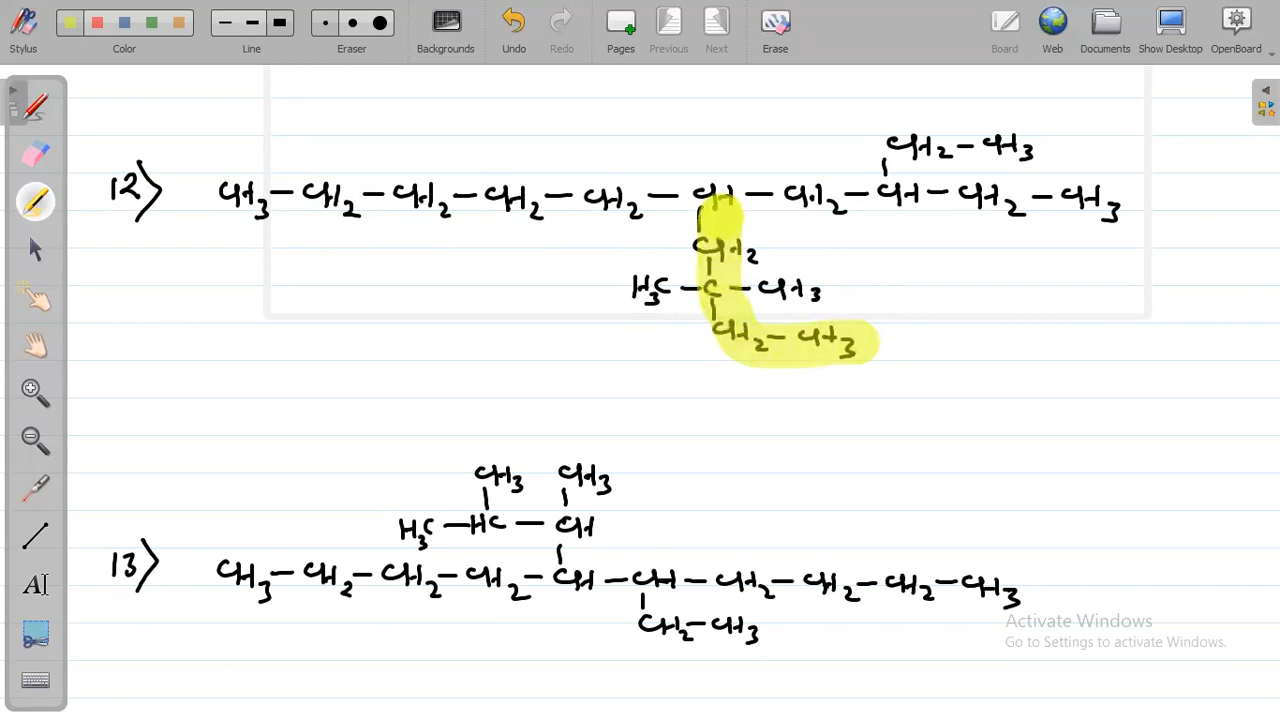 Stylus Color Line Eraser Backgrounds Undo Redo Pages Previous Next Erase Board Web Documents Show Desktop OpenBoard
CH2-CH3
12) CH3-CH2-CH2-CH2-CH2-CH-CH2-CH-CH2-CH3
CH2
H3C-C-CH3
CH2-CH3
CH3 CH3
H3C-HC-CH
13) CH3-CH2-CH2-CH2-CH-CH-CH2-CH2-CH2-CH3
CH2-CH3
Activate Windows
Go to Settings to activate Windows.